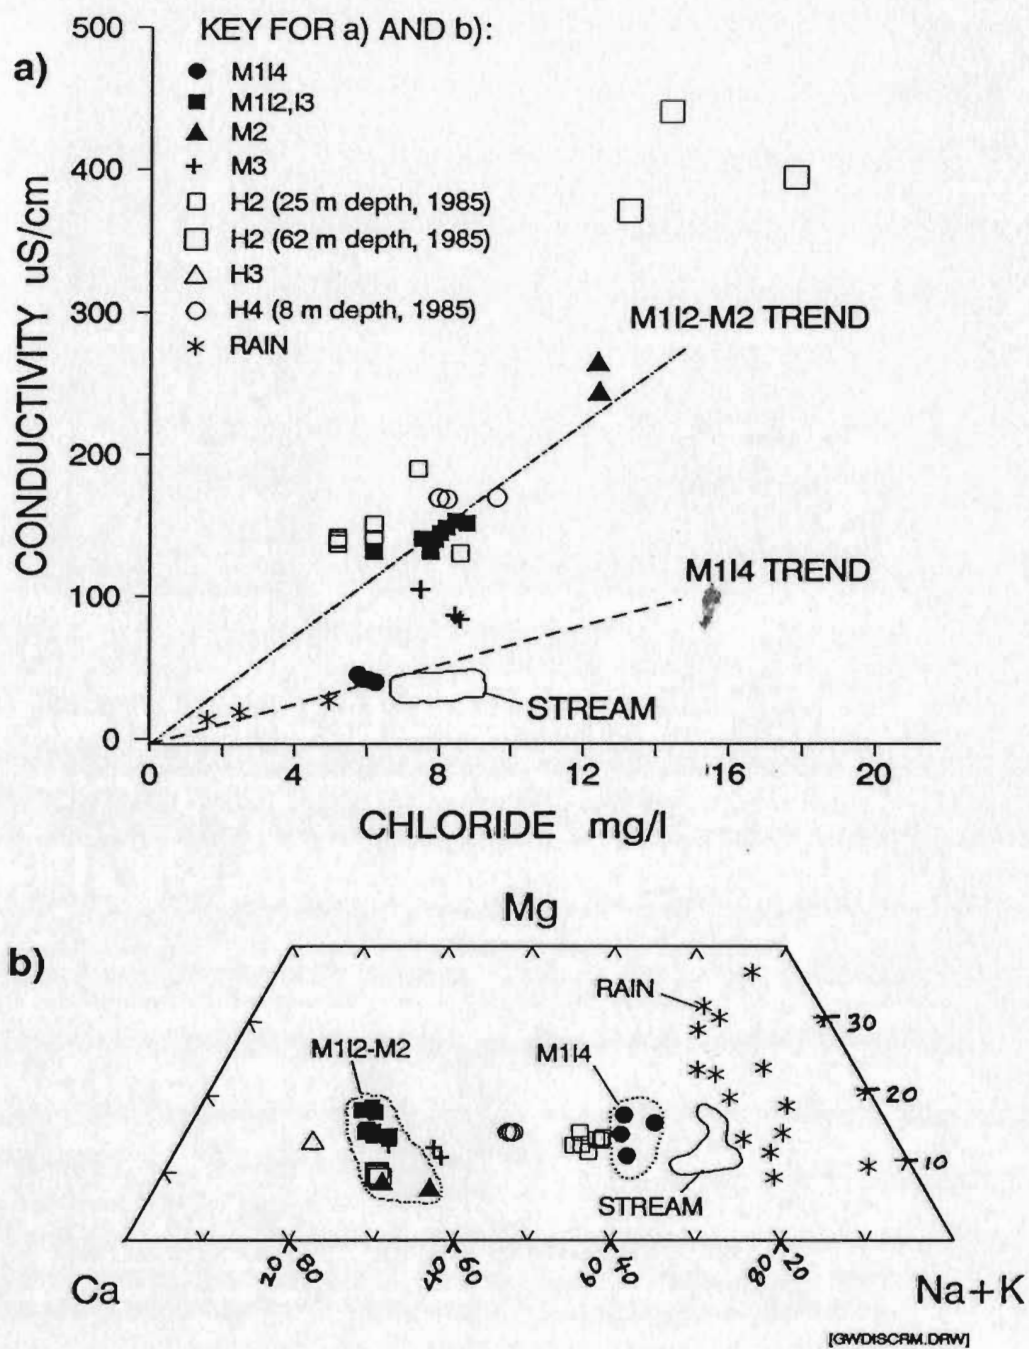 500
KEY FOR a) AND b):
a)
M1I4
M1I2,I3
M2
400
M3
H2 (25 m depth, 1985)
H2 (62 m depth, 1985)
H3
300
H4 (8 m depth, 1985)
M1I2-M2 TREND
RAIN
CONDUCTIVITY uS/cm
200
M1I4 TREND
100
STREAM
0
0 4 8 12 16 20
CHLORIDE mg/l
Mg
b)
RAIN
30
M1I2-M2
M1I4
20
10
STREAM
20 80 40 60 60 40 80 20
Ca
Na+K
[GWDISCRM.DRW]